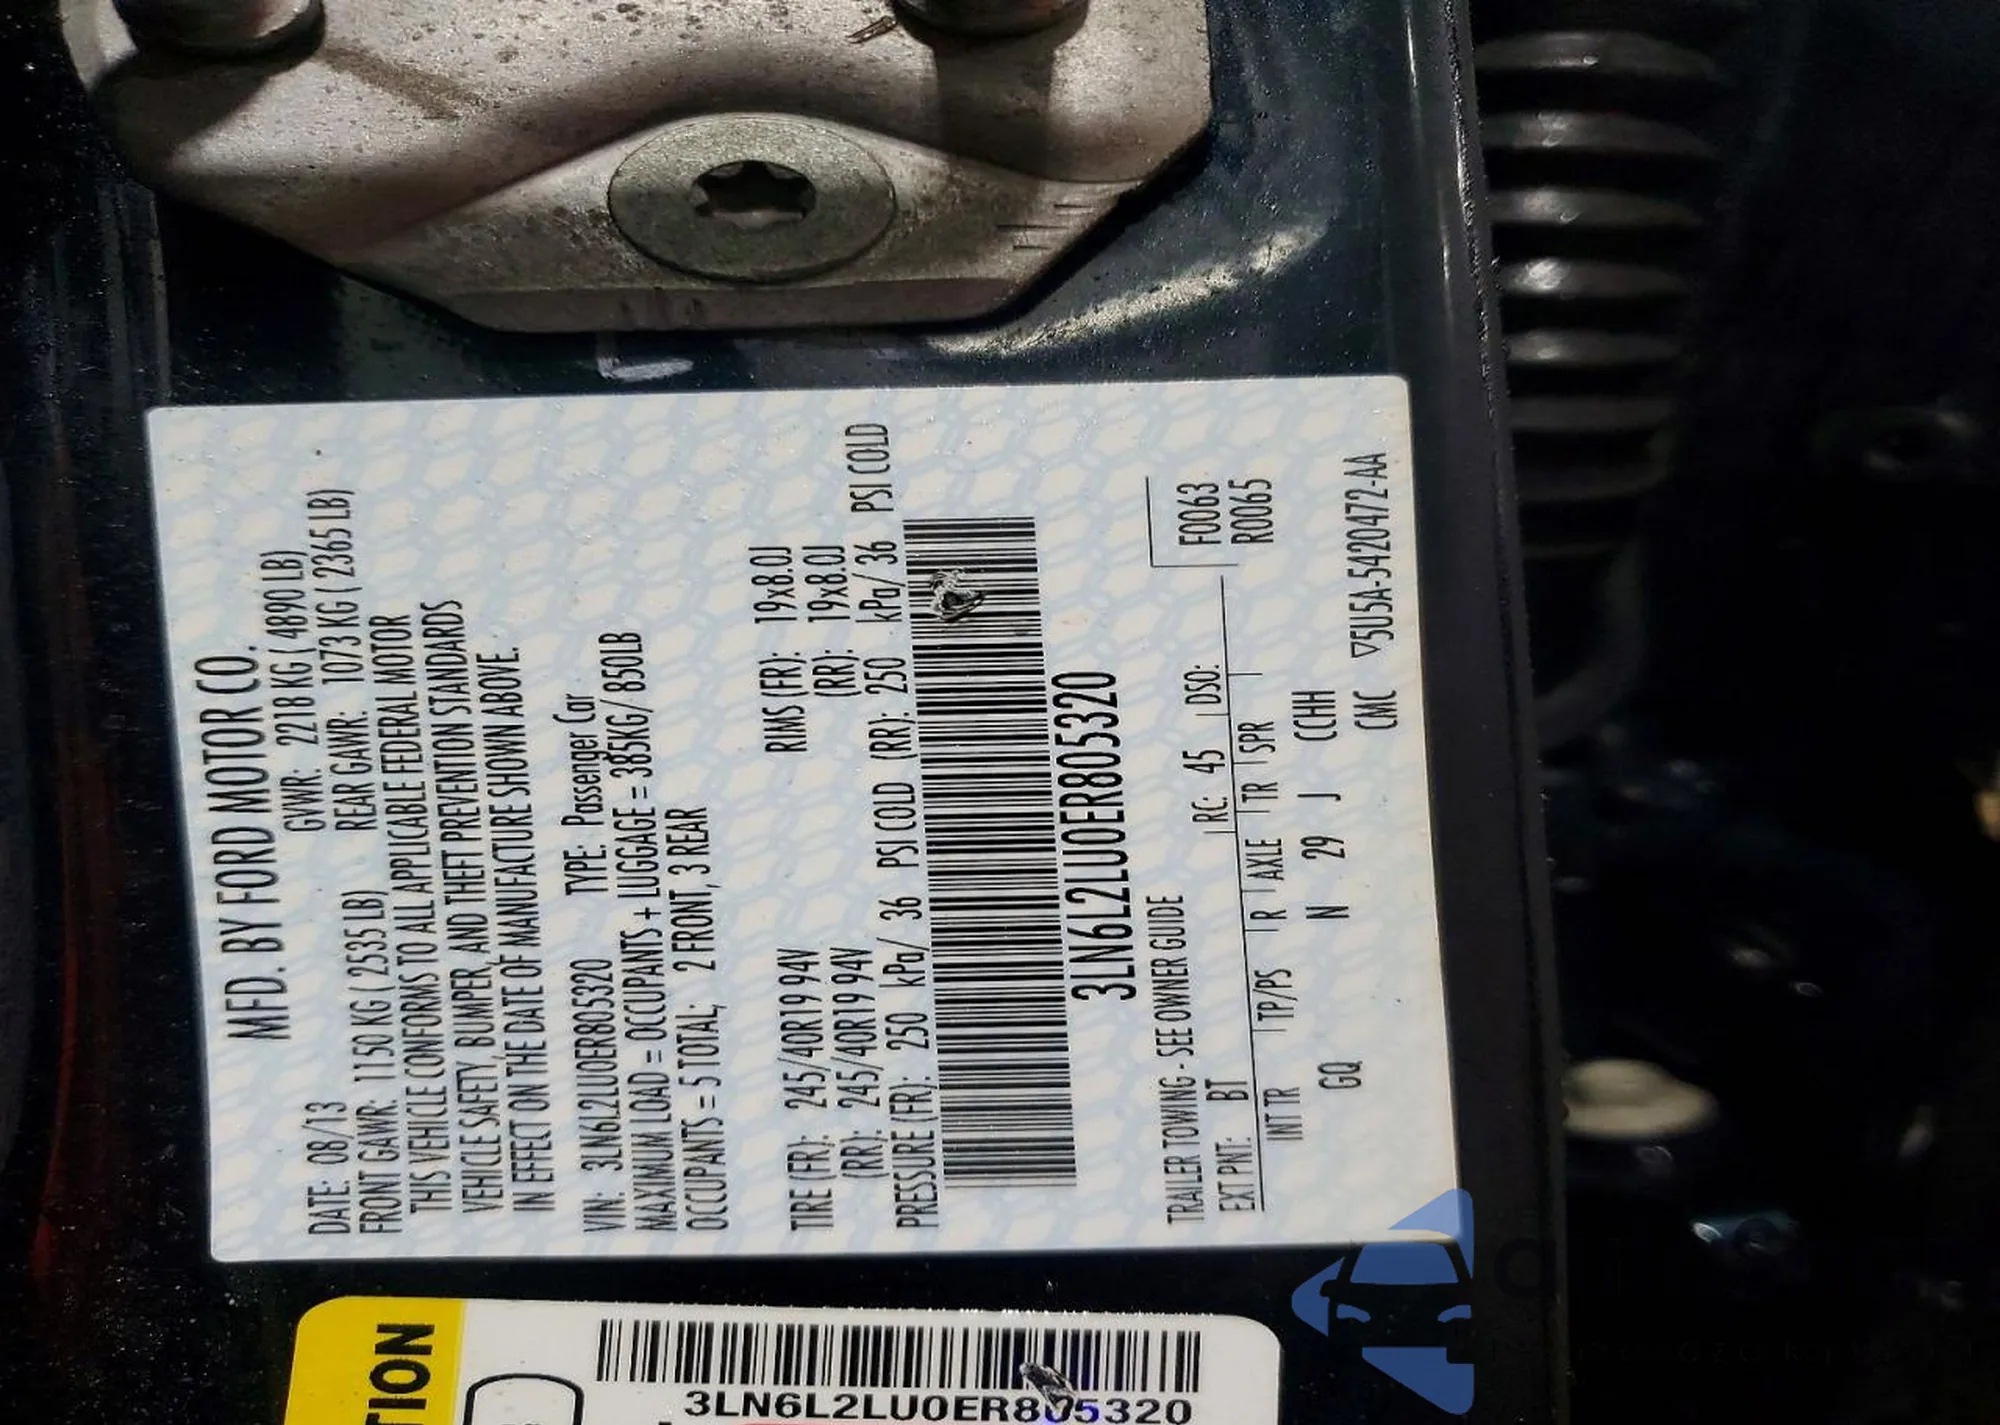 MFD. BY FORD MOTOR CO.
DATE: 08/13 GVWR: 2218 KG ( 4890 LB)
FRONT GAWR: 1150 KG ( 2535 LB) REAR GAWR: 1073 KG ( 2365 LB)
THIS VEHICLE CONFORMS TO ALL APPLICABLE FEDERAL MOTOR
VEHICLE SAFETY, BUMPER, AND THEFT PREVENTION STANDARDS
IN EFFECT ON THE DATE OF MANUFACTURE SHOWN ABOVE.
VIN: 3LN6L2LU0ER805320 TYPE: Passenger Car
MAXIMUM LOAD = OCCUPANTS + LUGGAGE = 385KG/ 850LB
OCCUPANTS = 5 TOTAL; 2 FRONT, 3 REAR
TIRE (FR): 245/40R19 94V RIMS (FR): 19x8.0J
(RR): 245/40R19 94V (RR): 19x8.0J
PRESSURE (FR): 250 kPa/ 36 PSI COLD (RR): 250 kPa/ 36 PSI COLD
3LN6L2LU0ER805320
TRAILER TOWING - SEE OWNER GUIDE
F0063
EXT PNT: BT RC: 45 DSO: R0065
INT TR TP/PS R AXLE TR SPR
GQ N 29 J CCHH
CMC ▽5U5A-5420472-AA
TION
3LN6L2LU0ER805320